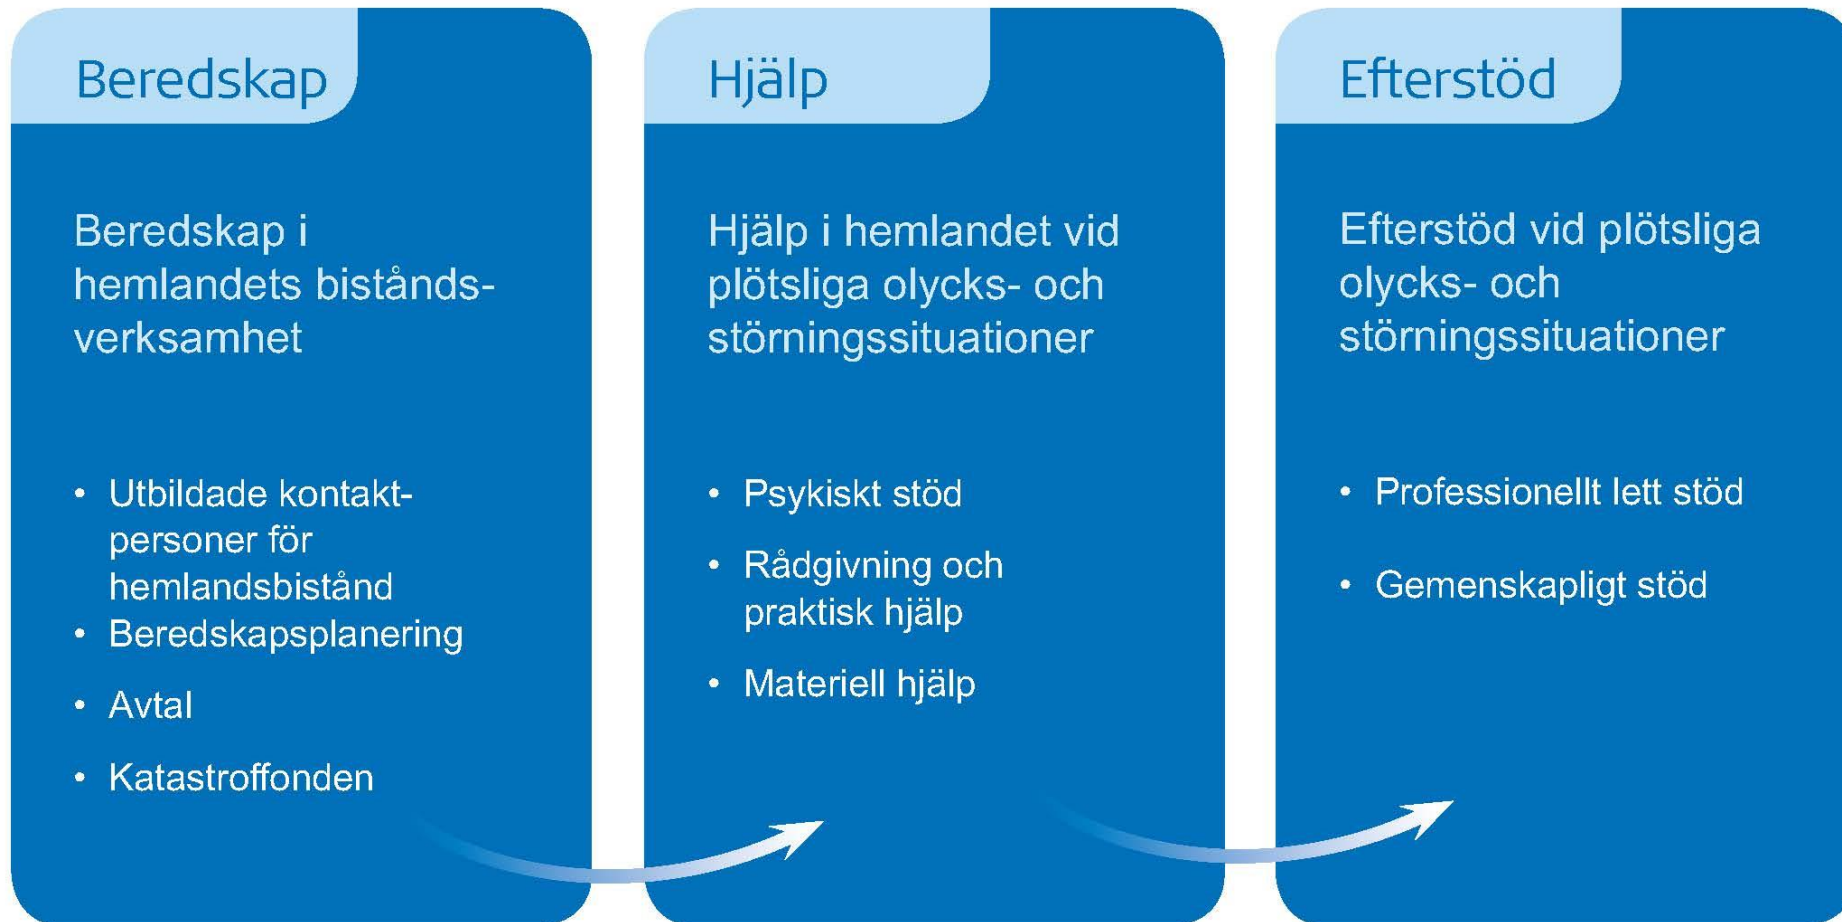 Beredskap
Beredskap i
hemlandets bistånds-
verksamhet
• Utbildade kontakt-
personer för
hemlandsbistånd
• Beredskapsplanering
• Avtal
• Katastroffonden
Hjälp
Hjälp i hemlandet vid
plötsliga olycks- och
störningssituationer
• Psykiskt stöd
• Rådgivning och
praktisk hjälp
• Materiell hjälp
Efterstöd
Efterstöd vid plötsliga
olycks- och
störningssituationer
• Professionellt lett stöd
• Gemenskapligt stöd